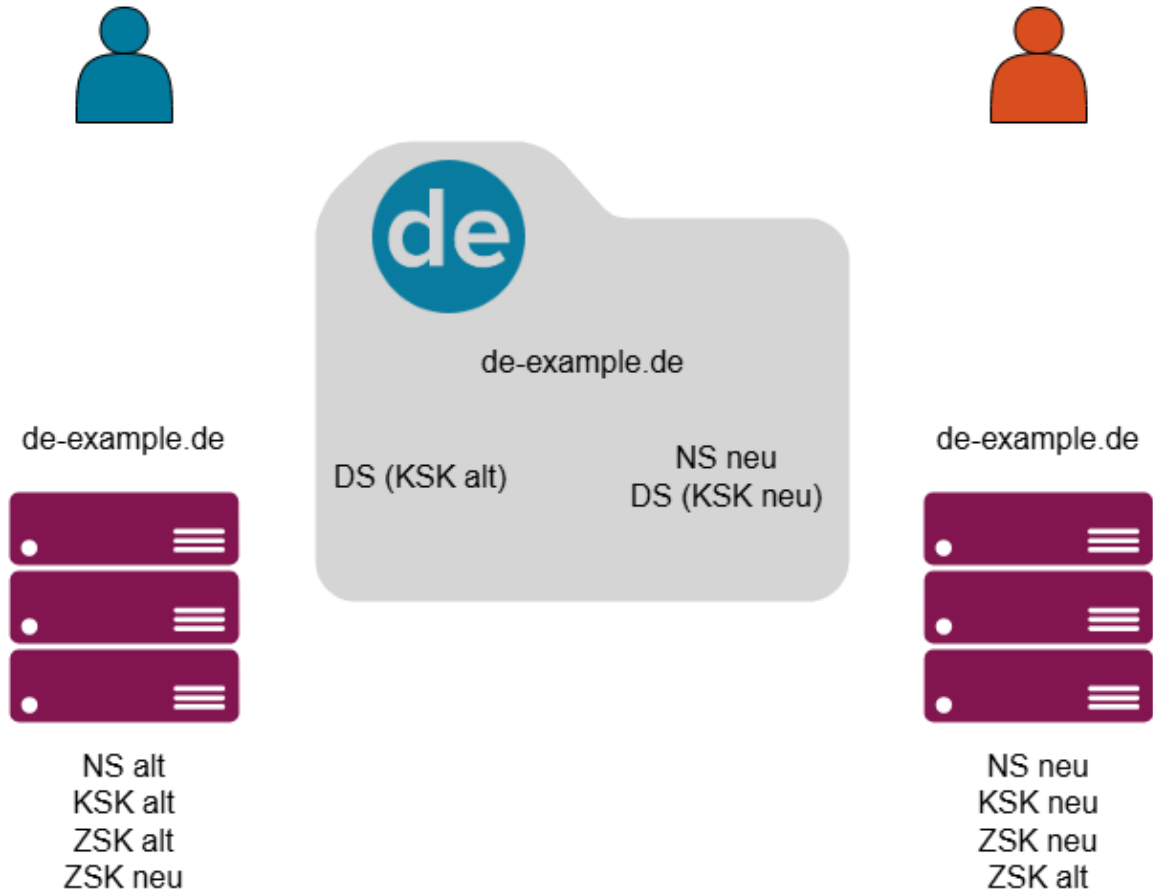 de
de-example.de
de-example.de
DS (KSK alt)
NS neu
DS (KSK neu)
de-example.de
NS alt
KSK alt
ZSK alt
ZSK neu
NS neu
KSK neu
ZSK neu
ZSK alt